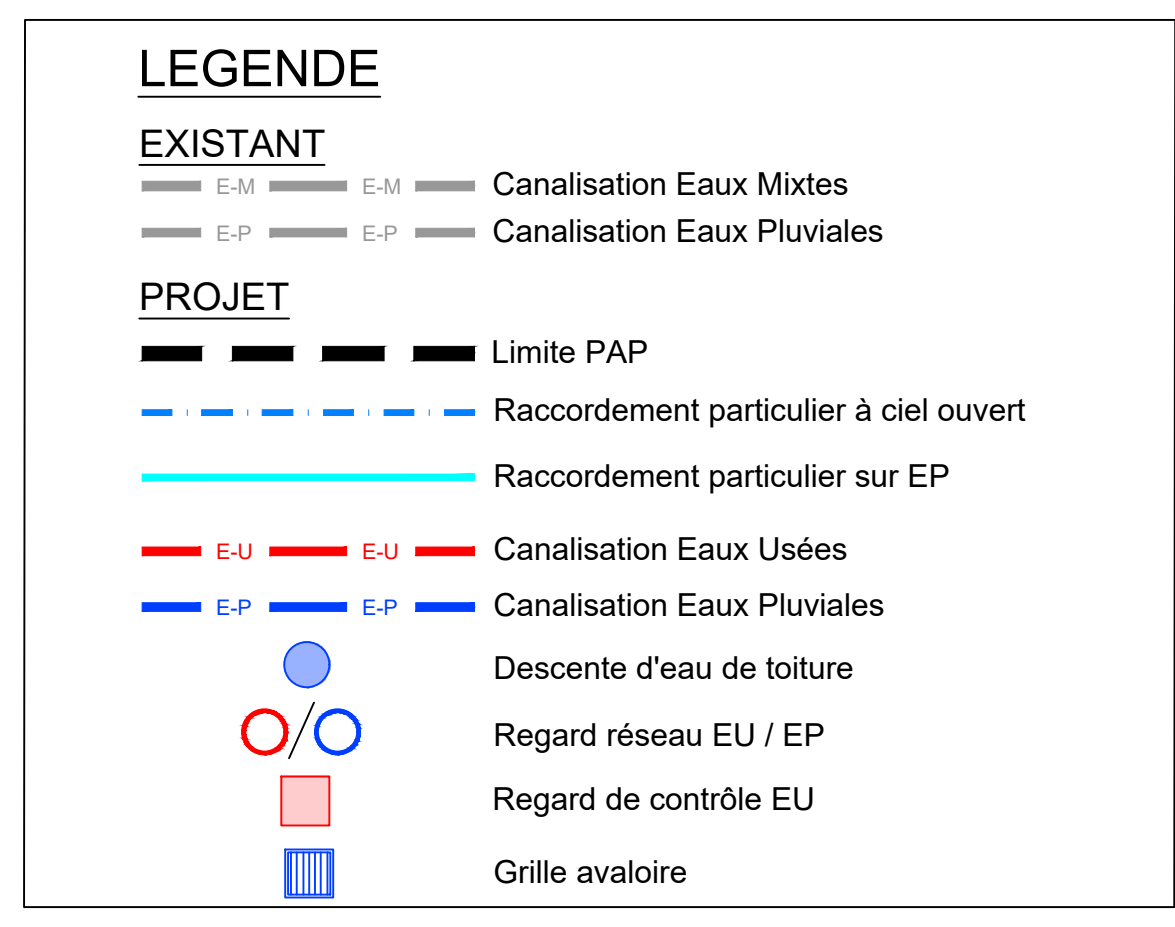 LEGENDE
EXISTANT
E-M E-M Canalisation Eaux Mixtes
E-P E-P Canalisation Eaux Pluviales
PROJET
Limite PAP
Raccordement particulier à ciel ouvert
Raccordement particulier sur EP
E-U E-U Canalisation Eaux Usées
E-P E-P Canalisation Eaux Pluviales
Descente d'eau de toiture
Regard réseau EU / EP
Regard de contrôle EU
Grille avaloire